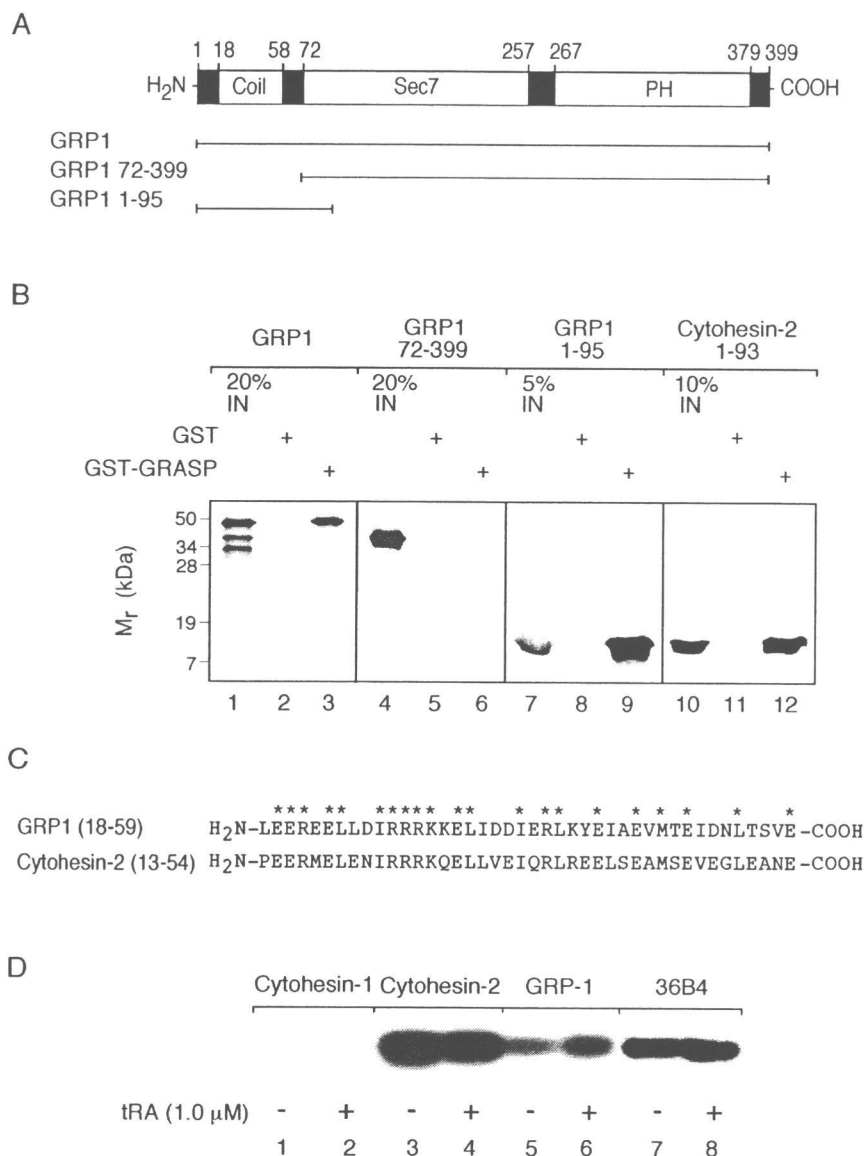 A
1 18 58 72 257 267 379 399
H2N Coil Sec7 PH COOH
GRP1
GRP1 72-399
GRP1 1-95
B
GRP1 GRP1 72-399 GRP1 1-95 Cytohesin-2 1-93
20% IN 20% IN 5% IN 10% IN
GST + + + +
GST-GRASP + + + +
Mr (kDa)
50
34
28
19
7
1 2 3 4 5 6 7 8 9 10 11 12
C
* * * * * * * * * * * * * * * * * * * * *
GRP1 (18-59) H2N-LEEREELLDIRRRKKELIDDIERLKYEIAEVMTEIDNLTSVE-COOH
Cytohesin-2 (13-54) H2N-PEERMELENIRRRKQELLVEIQRLREELSEAMSEVEGLEANE-COOH
D
Cytohesin-1 Cytohesin-2 GRP-1 36B4
tRA (1.0 µM) - + - + - + - +
1 2 3 4 5 6 7 8